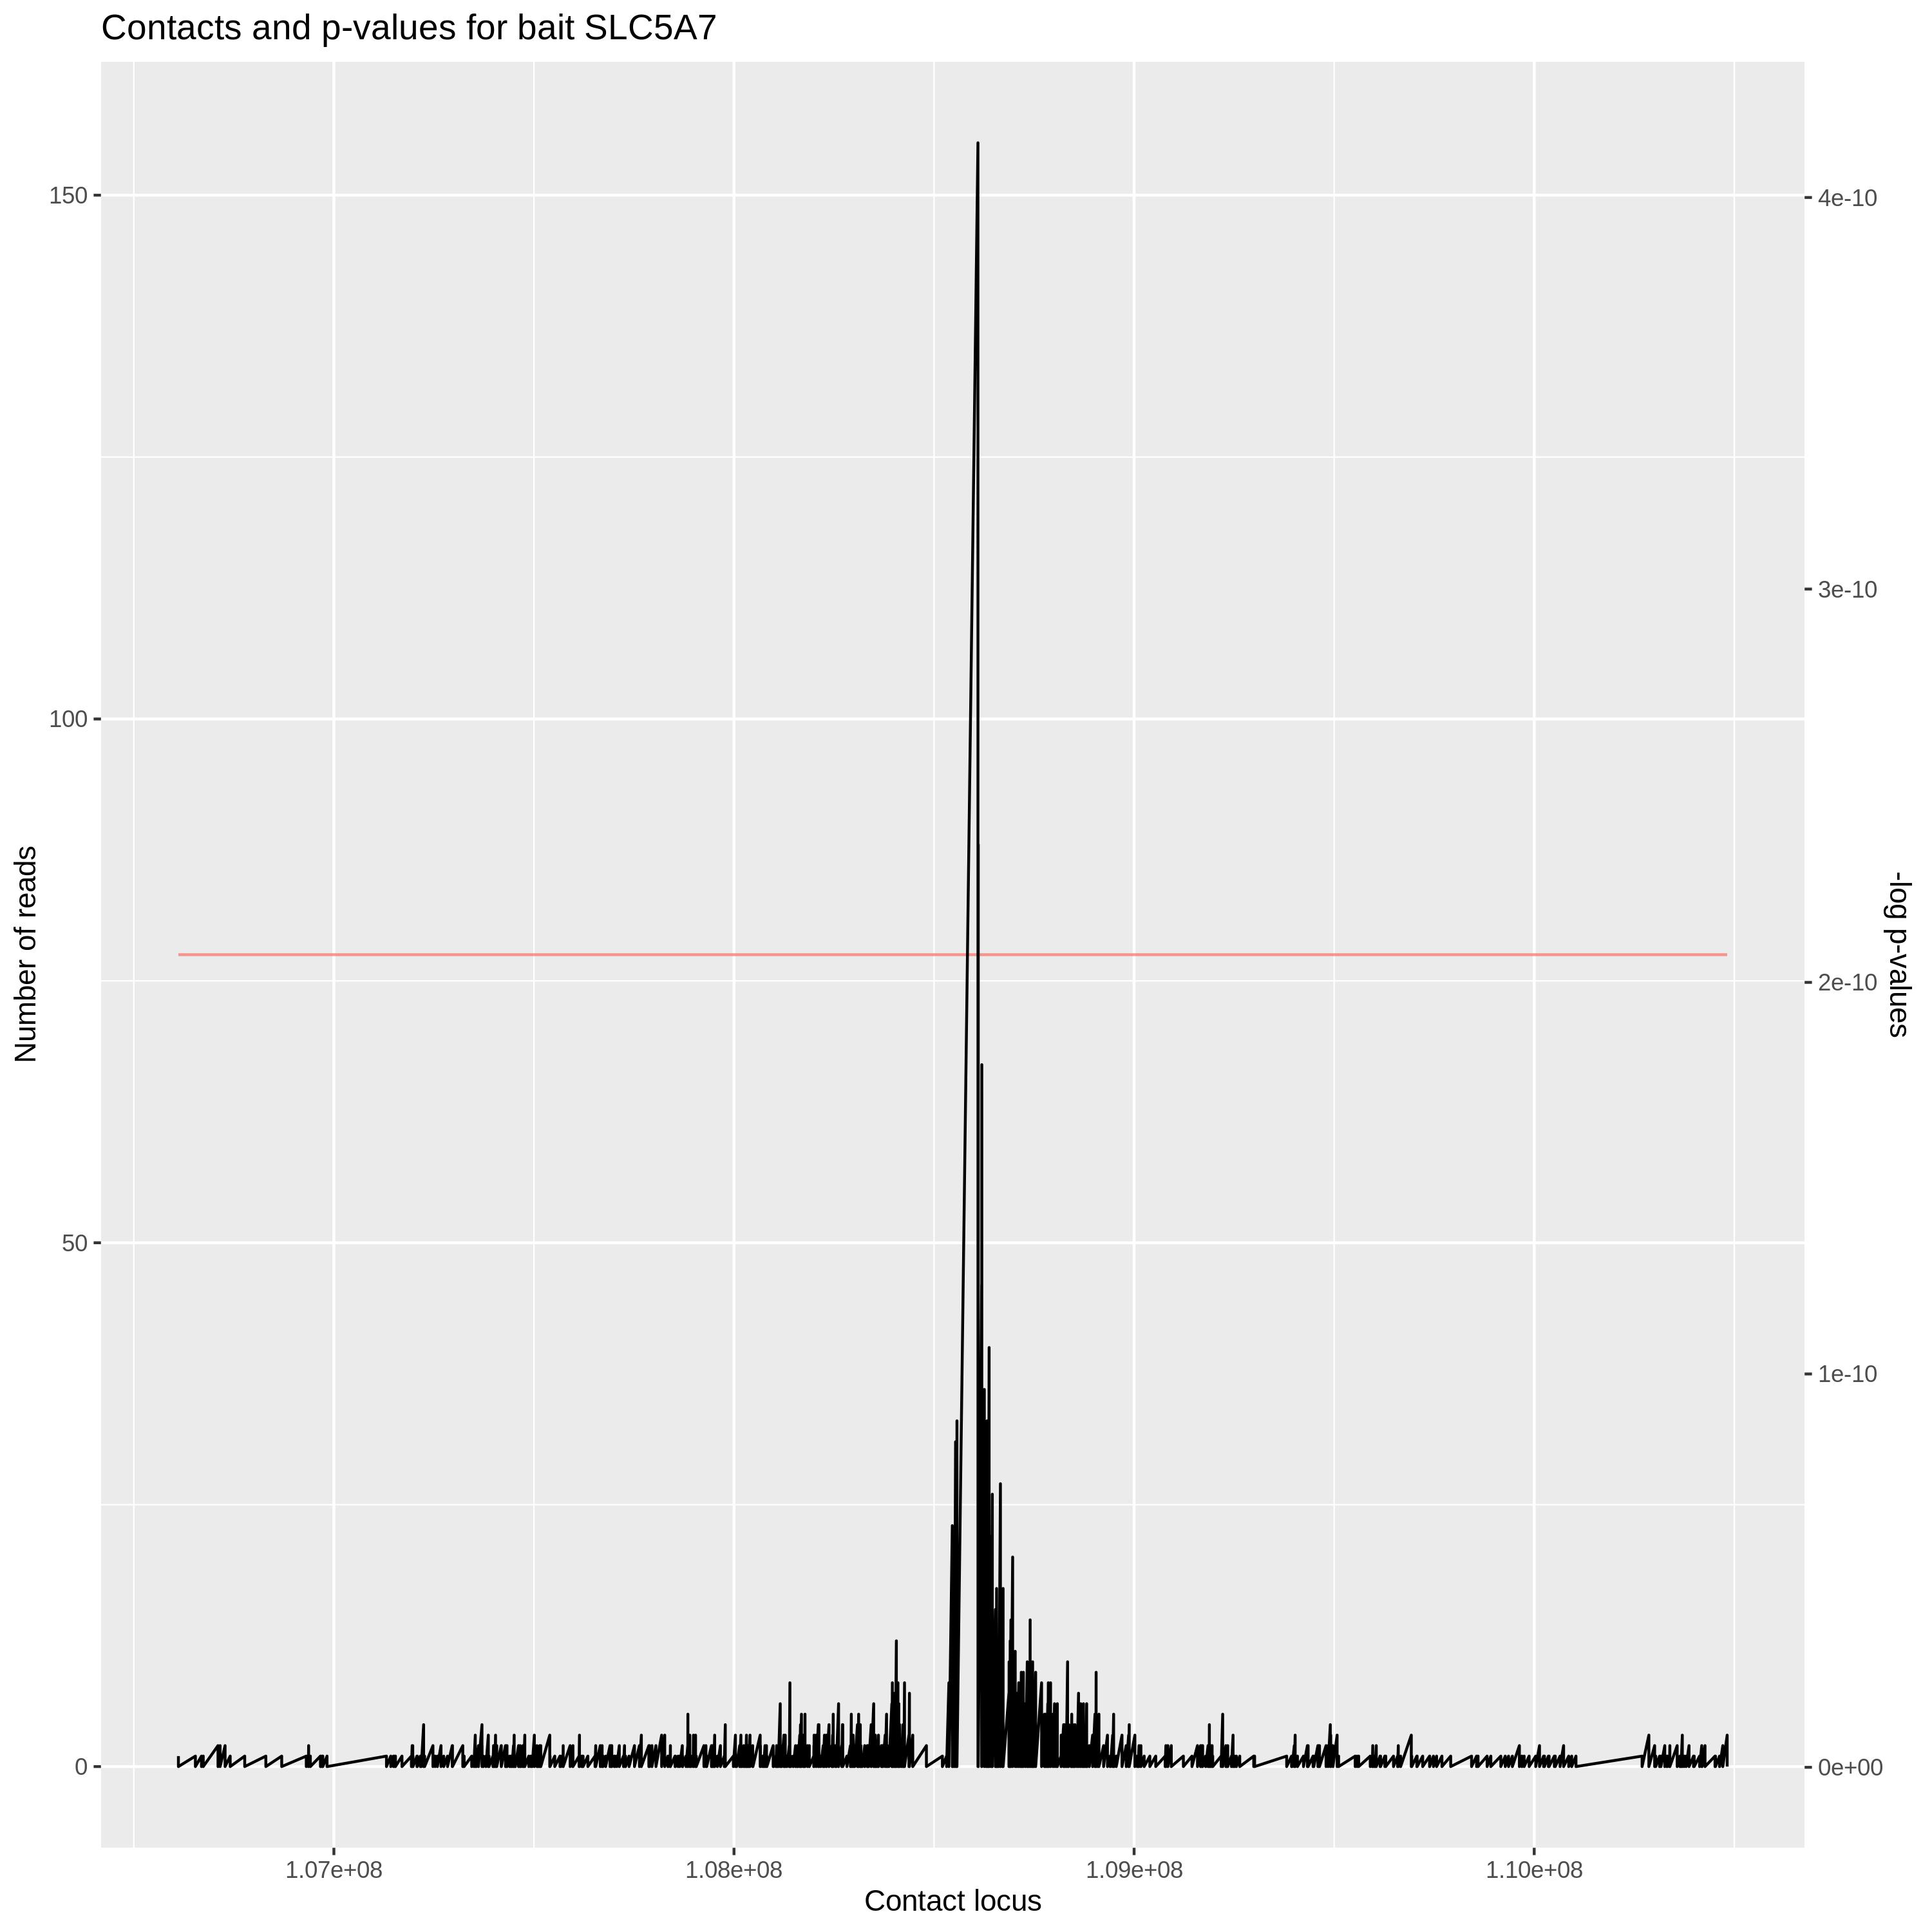 Contacts and p-values for bait SLC5A7
150
100
50
0
Number of reads
4e-10
3e-10
2e-10
1e-10
0e+00
-log p-values
1.07e+08
1.08e+08
1.09e+08
1.10e+08
Contact locus